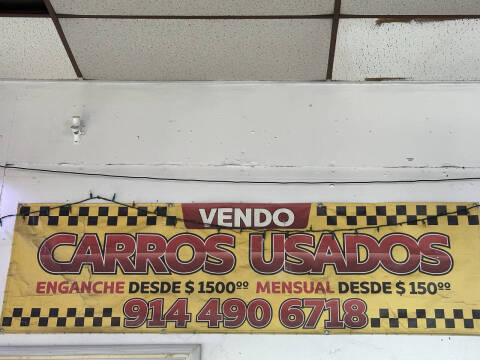 VENDO
CARROS USADOS
ENGANCHE DESDE $1500ºº MENSUAL DESDE $150ºº
914 490 6718